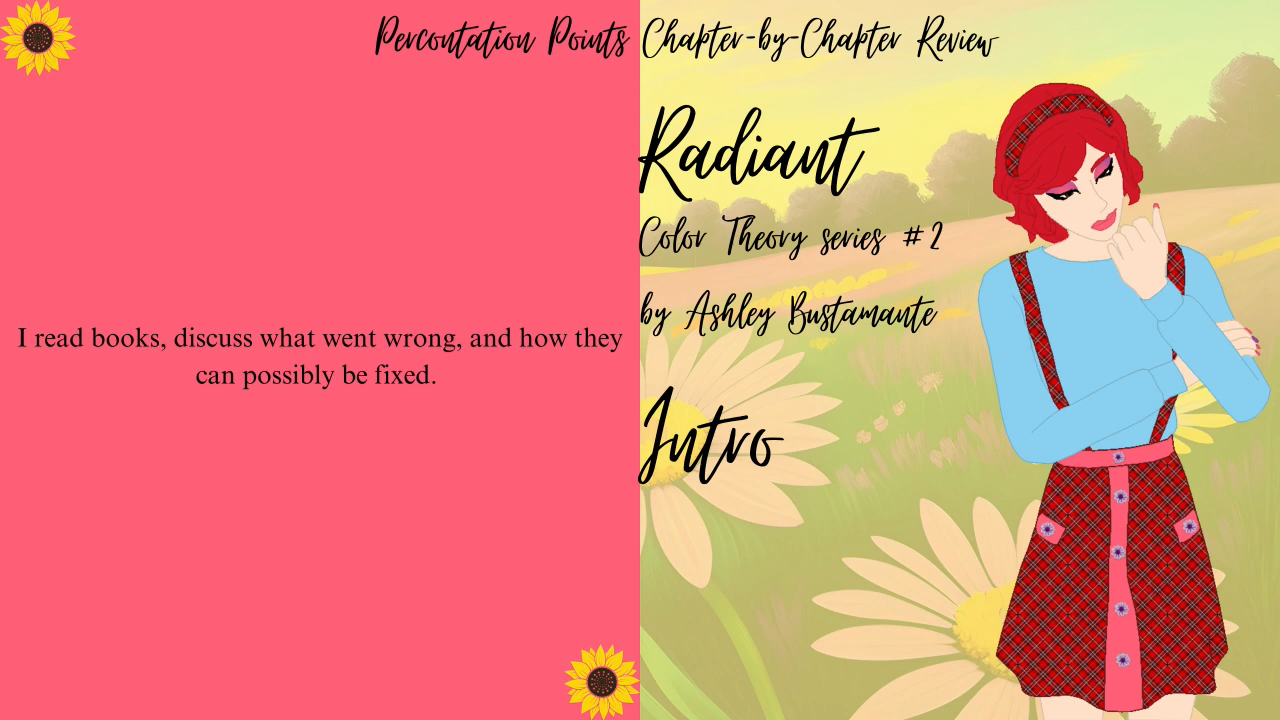 Percontation Points Chapter-by-Chapter Review
Radiant
Color Theory series #2
by Ashley Bustamante
Intro
I read books, discuss what went wrong, and how they
can possibly be fixed.